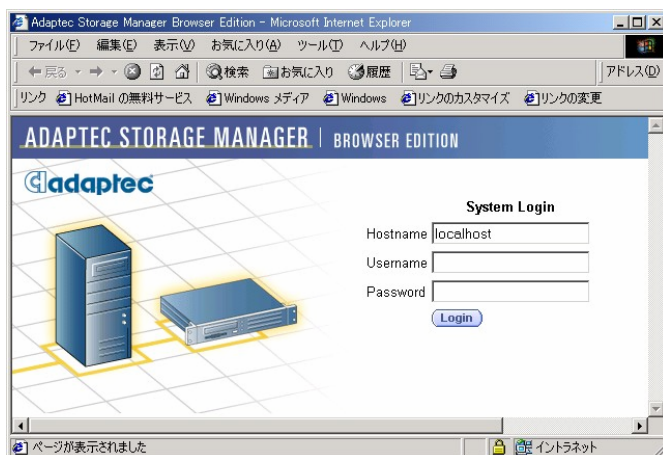 Adaptec Storage Manager Browser Edition - Microsoft Internet Explorer
ファイル(F) 編集(E) 表示(V) お気に入り(A) ツール(T) ヘルプ(H)
戻る 検索 お気に入り 履歴 アドレス(D)
リンク HotMail の無料サービス Windows メディア Windows リンクのカスタマイズ リンクの変更
ADAPTEC STORAGE MANAGER | BROWSER EDITION
adaptec
System Login
Hostname localhost
Username
Password
Login
ページが表示されました イントラネット